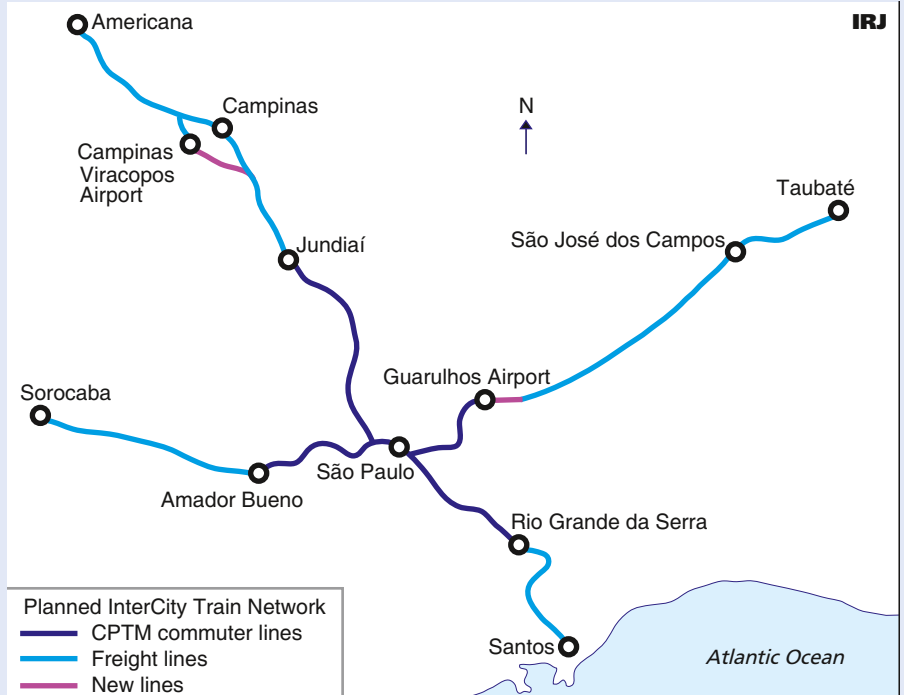 Americana
IRJ
Campinas
N
Campinas
Viracopos
Airport
Taubaté
São José dos Campos
Jundiaí
Guarulhos Airport
Sorocaba
São Paulo
Amador Bueno
Rio Grande da Serra
Planned InterCity Train Network
CPTM commuter lines
Freight lines
New lines
Santos
Atlantic Ocean